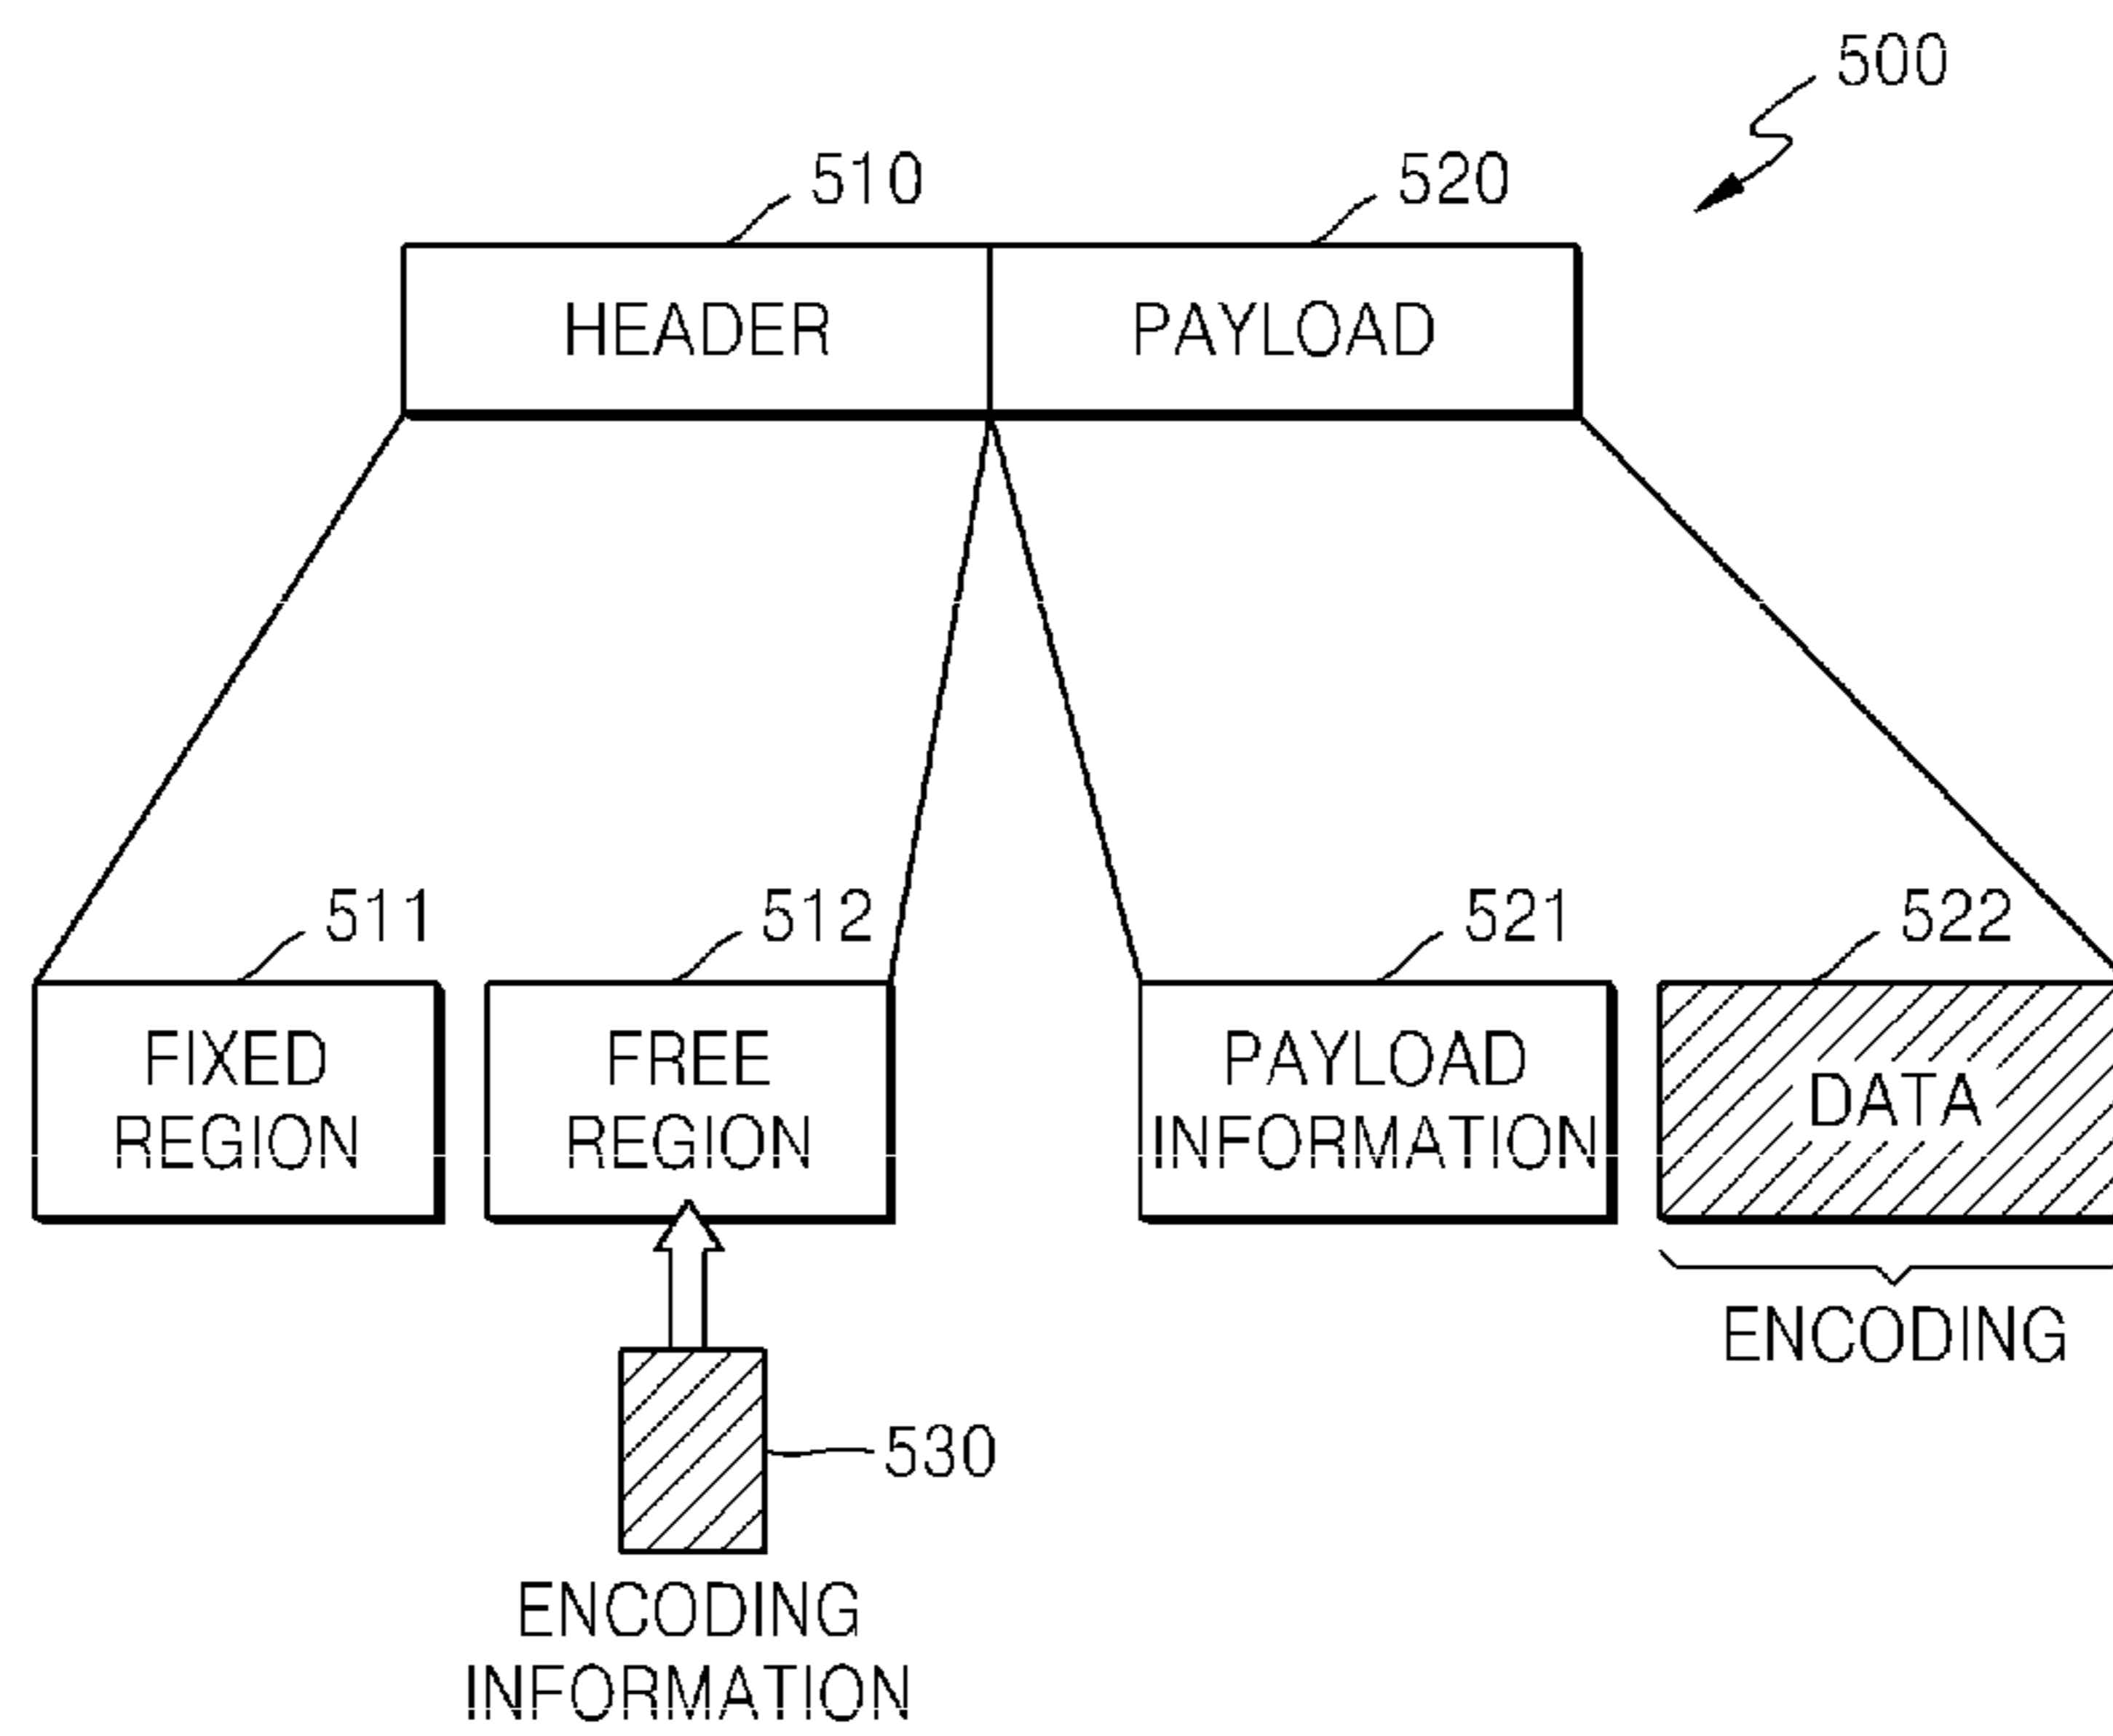 500
510
520
HEADER
PAYLOAD
511
512
521
522
FIXED
REGION
FREE
REGION
PAYLOAD
INFORMATION
DATA
ENCODING
530
ENCODING
INFORMATION